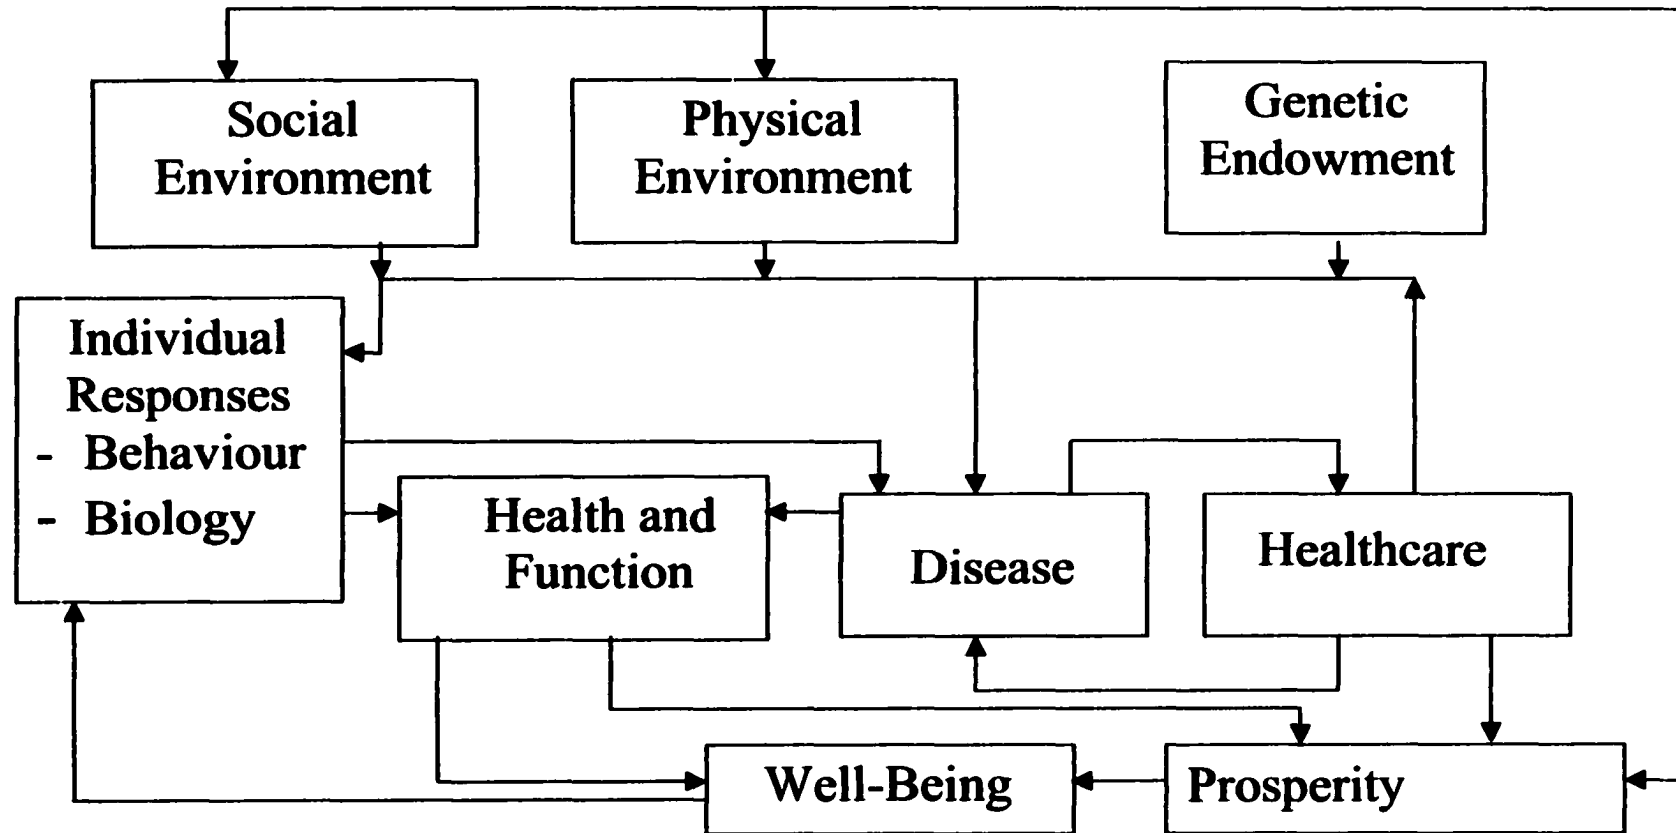 Social
Environment
Physical
Environment
Genetic
Endowment
Individual
Responses
- Behaviour
- Biology
Health and
Function
Disease
Healthcare
Well-Being
Prosperity